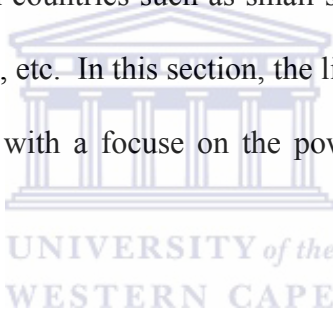 countries such as small s
, etc. In this section, the li
with a focuse on the pow
UNIVERSITY of the
WESTERN CAPE